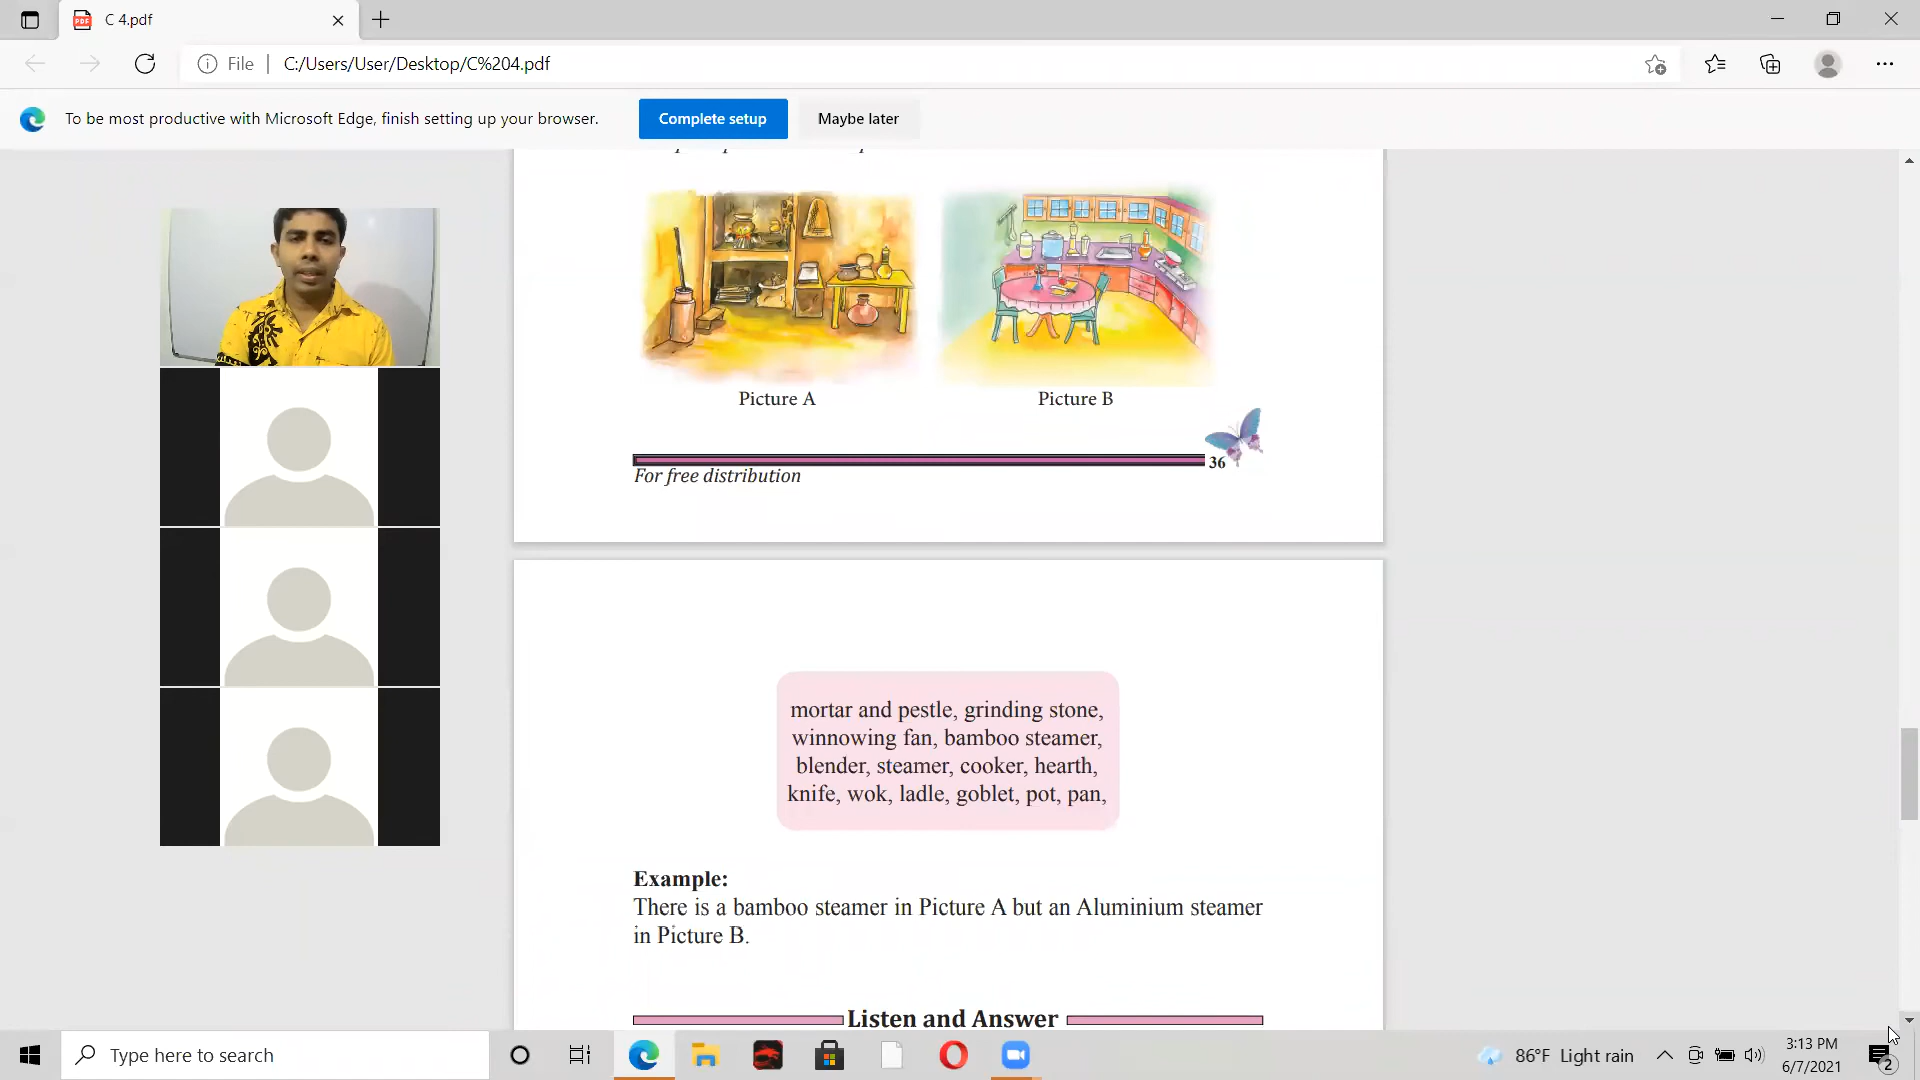 C 4.pdf
File
C:/Users/User/Desktop/C%204.pdf
To be most productive with Microsoft Edge, finish setting up your browser.
Complete setup
Maybe later
Picture A
Picture B
36
For free distribution
mortar and pestle, grinding stone,
winnowing fan, bamboo steamer,
blender, steamer, cooker, hearth,
knife, wok, ladle, goblet, pot, pan,
Example:
There is a bamboo steamer in Picture A but an Aluminium steamer
in Picture B.
Listen and Answer
Type here to search
86°F Light rain
3:13 PM
6/7/2021
2